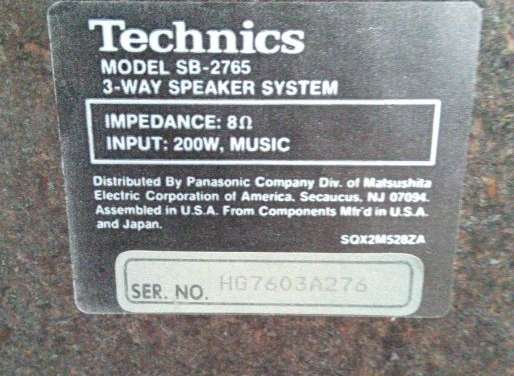 Technics
MODEL SB-2765
3-WAY SPEAKER SYSTEM
IMPEDANCE: 8Ω
INPUT: 200W, MUSIC
Distributed By Panasonic Company Div. of Matsushita
Electric Corporation of America, Secaucus, NJ 07094.
Assembled in U.S.A. From Components Mfr'd in U.S.A.
and Japan.
SQX2M528ZA
SER. NO. HG7603A276